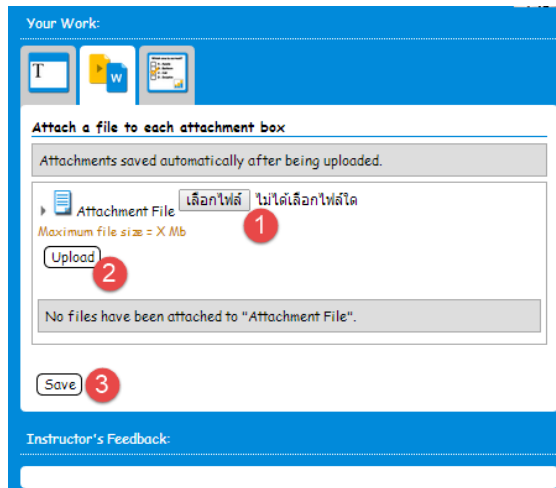 Your Work:
T
W
Attach a file to each attachment box
Attachments saved automatically after being uploaded.
Attachment File เลือกไฟล์ ไม่ได้เลือกไฟล์ใด
1
Maximum file size = X Mb
Upload
2
No files have been attached to "Attachment File".
Save 3
Instructor's Feedback: